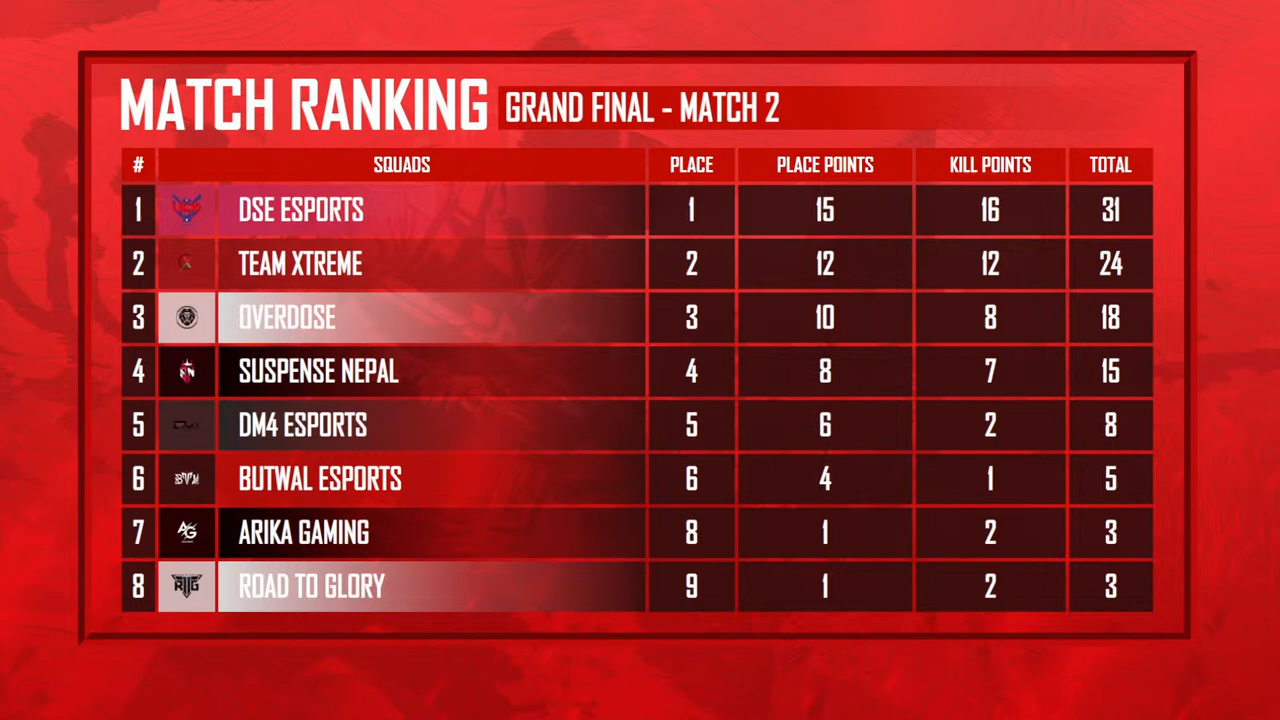 MATCH RANKING GRAND FINAL - MATCH 2
# SQUADS PLACE PLACE POINTS KILL POINTS TOTAL
1 DSE ESPORTS 1 15 16 31
2 TEAM XTREME 2 12 12 24
3 OVERDOSE 3 10 8 18
4 SUSPENSE NEPAL 4 8 7 15
5 DM4 ESPORTS 5 6 2 8
6 BUTWAL ESPORTS 6 4 1 5
7 AG ARIKA GAMING 8 1 2 3
8 RTG ROAD TO GLORY 9 1 2 3